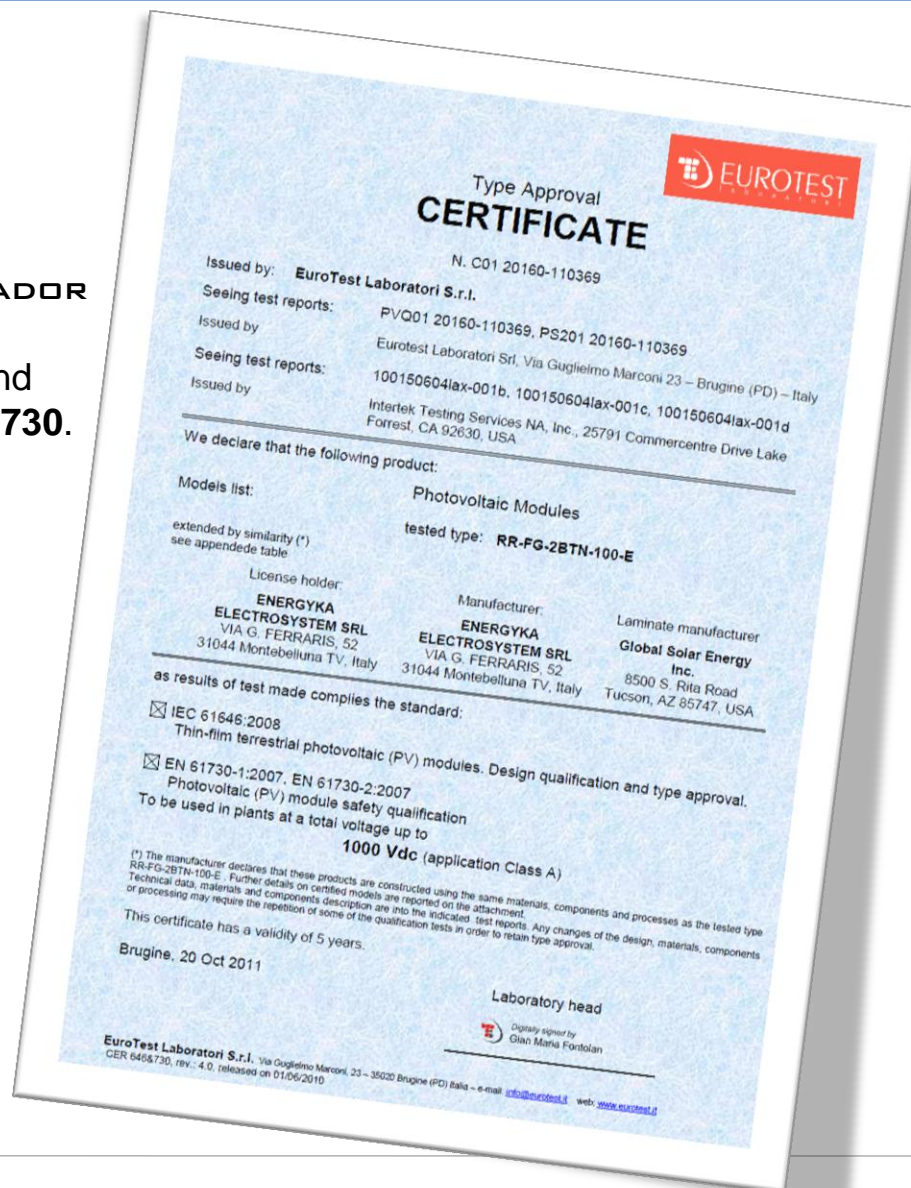 ADOR
nd
730.
EUROTEST
LABORATORI
Type Approval
CERTIFICATE
N. C01 20160-110369
Issued by: EuroTest Laboratori S.r.l.
Seeing test reports: PVQ01 20160-110369, PS201 20160-110369
Issued by Eurotest Laboratori Srl, Via Guglielmo Marconi 23 – Brugine (PD) – Italy
Seeing test reports: 100150604lax-001b, 100150604lax-001c, 100150604lax-001d
Issued by Intertek Testing Services NA, Inc., 25791 Commercentre Drive Lake
Forrest, CA 92630, USA
We declare that the following product:
Photovoltaic Modules
Models list: tested type: RR-FG-2BTN-100-E
extended by similarity (*)
see appendede table
License holder: Manufacturer: Laminate manufacturer
ENERGYKA ENERGYKA Global Solar Energy
ELECTROSYSTEM SRL ELECTROSYSTEM SRL Inc.
VIA G. FERRARIS, 52 VIA G. FERRARIS, 52 8500 S. Rita Road
31044 Montebelluna TV, Italy 31044 Montebelluna TV, Italy Tucson, AZ 85747, USA
as results of test made complies the standard:
☒ IEC 61646:2008
Thin-film terrestrial photovoltaic (PV) modules. Design qualification and type approval.
☒ EN 61730-1:2007, EN 61730-2:2007
Photovoltaic (PV) module safety qualification
To be used in plants at a total voltage up to
1000 Vdc (application Class A)
(*) The manufacturer declares that these products are constructed using the same materials, components and processes as the tested type
RR-FG-2BTN-100-E . Further details on certified models are reported on the attachment.
Technical data, materials and components description are into the indicated test reports. Any changes of the design, materials, components
or processing may require the repetition of some of the qualification tests in order to retain type approval.
This certificate has a validity of 5 years.
Brugine, 20 Oct 2011
Laboratory head
Digitally signed by
Gian Maria Fontolan
EuroTest Laboratori S.r.l. Via Guglielmo Marconi, 23 – 35020 Brugine (PD) Italia – e-mail: info@eurotest.it web: www.eurotest.it
CER 646&730, rev.: 4.0, released on 01/06/2010